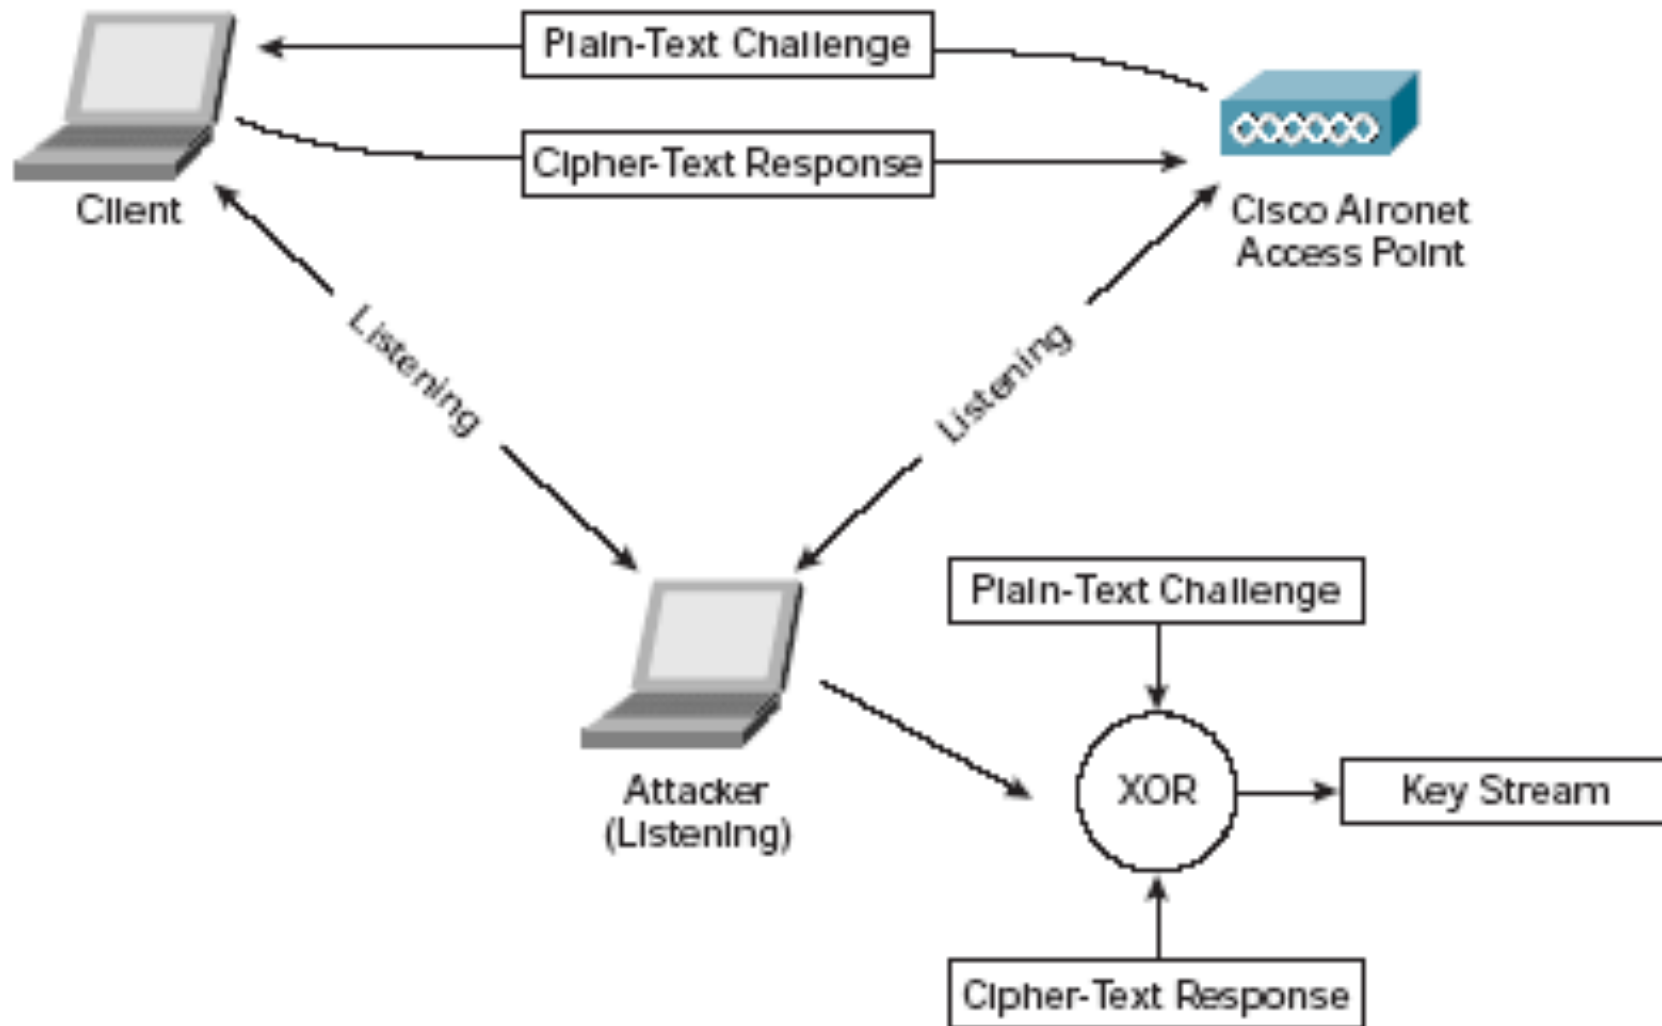 Plain-Text Challenge
Cipher-Text Response
Client
Cisco Aironet
Access Point
Listening
Listening
Plain-Text Challenge
Attacker
(Listening)
XOR
Key Stream
Cipher-Text Response